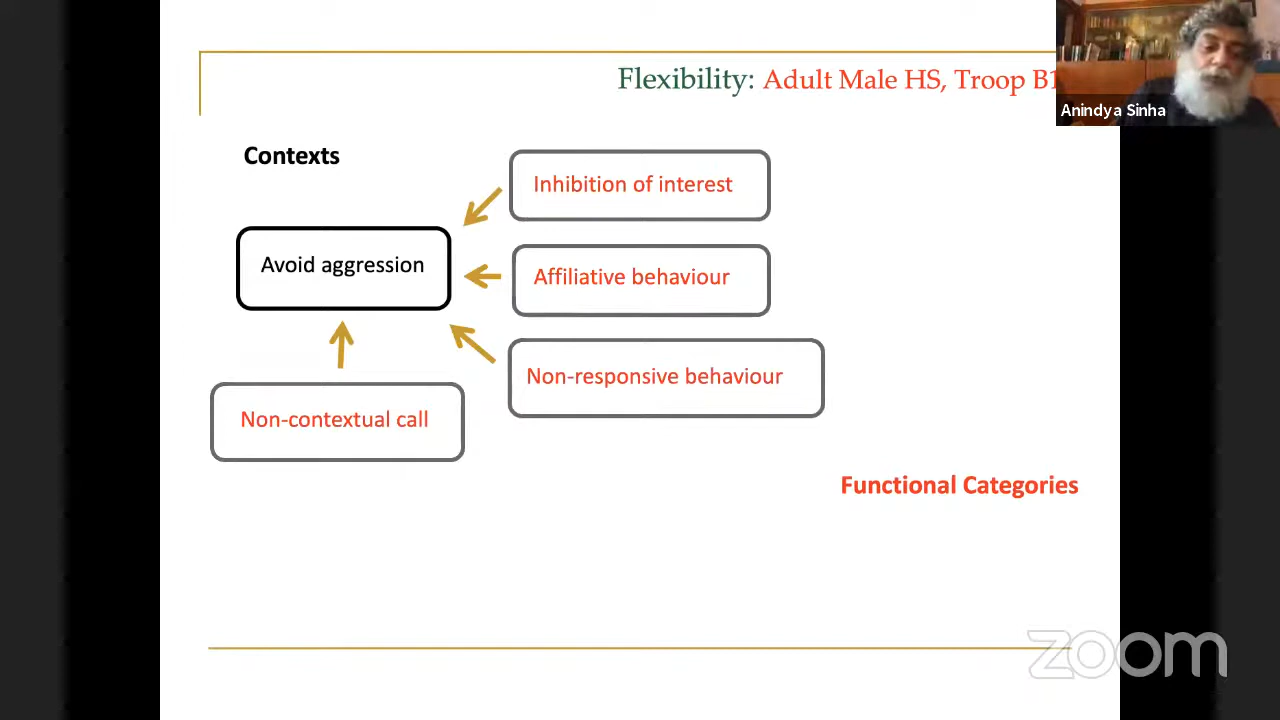 Flexibility: Adult Male HS, Troop B1
Anindya Sinha
Contexts
Inhibition of interest
Avoid aggression
Affiliative behaviour
Non-responsive behaviour
Non-contextual call
Functional Categories
zoom